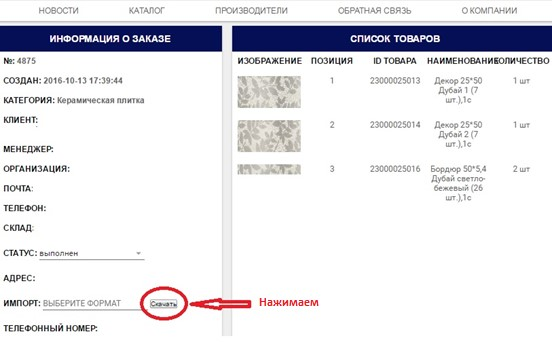 НОВОСТИ КАТАЛОГ ПРОИЗВОДИТЕЛИ ОБРАТНАЯ СВЯЗЬ О КОМПАНИИ
ИНФОРМАЦИЯ О ЗАКАЗЕ
№: 4875
СОЗДАН: 2016-10-13 17:39:44
КАТЕГОРИЯ: Керамическая плитка
КЛИЕНТ:
МЕНЕДЖЕР:
ОРГАНИЗАЦИЯ:
ПОЧТА:
ТЕЛЕФОН:
СКЛАД:
СТАТУС: выполнен
АДРЕС:
ИМПОРТ: ВЫБЕРИТЕ ФОРМАТ Скачать Нажимаем
ТЕЛЕФОННЫЙ НОМЕР:
СПИСОК ТОВАРОВ
ИЗОБРАЖЕНИЕ ПОЗИЦИЯ ID ТОВАРА НАИМЕНОВАНИЕ КОЛИЧЕСТВО
1 23000025013 Декор 25*50 1 шт
Дубай 1 (7
шт.),1с
2 23000025014 Декор 25*50 1 шт
Дубай 2 (7
шт.),1с
3 23000025016 Бордюр 50*5,4 2 шт
Дубай светло-
бежевый (26
шт.),1с